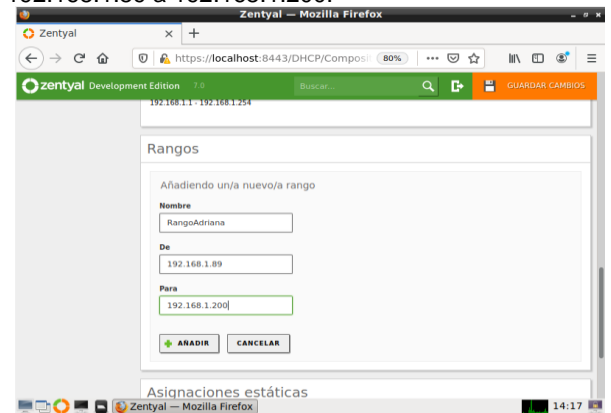 Zentyal — Mozilla Firefox
Zentyal
https://localhost:8443/DHCP/Composit 80%
zentyal Development Edition 7.0 Buscar... GUARDAR CAMBIOS
192.168.1.1 - 192.168.1.254
Rangos
Añadiendo un/a nuevo/a rango
Nombre
RangoAdriana
De
192.168.1.89
Para
192.168.1.200
AÑADIR CANCELAR
Asignaciones estáticas
Zentyal — Mozilla Firefox 14:17